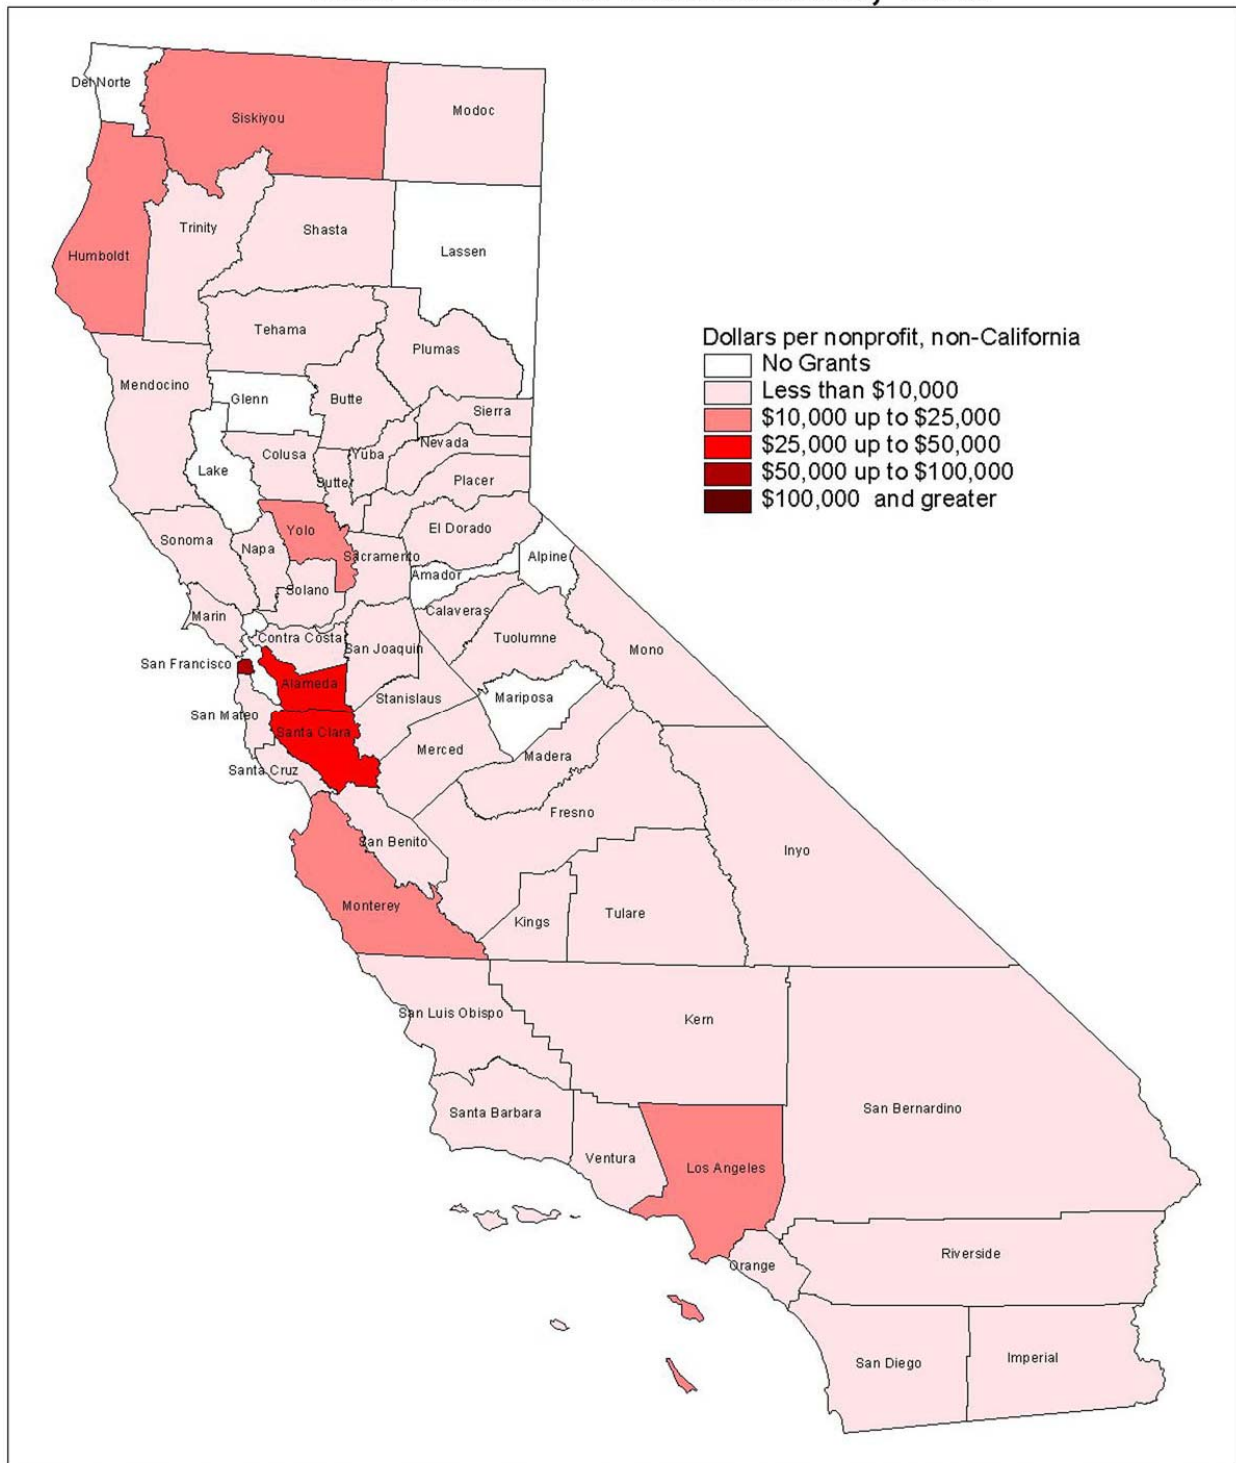 Del Norte
Siskiyou
Modoc
Humboldt
Trinity
Shasta
Lassen
Tehama
Plumas
Mendocino
Glenn
Butte
Sierra
Colusa
Yuba
Nevada
Lake
Sutter
Placer
Sonoma
Yolo
El Dorado
Napa
Sacramento
Alpine
Amador
Solano
Calaveras
Marin
Contra Costa
San Joaquin
Tuolumne
Mono
San Francisco
Alameda
Stanislaus
Mariposa
San Mateo
Santa Clara
Merced
Madera
Santa Cruz
Fresno
San Benito
Inyo
Monterey
Kings
Tulare
San Luis Obispo
Kern
Santa Barbara
San Bernardino
Ventura
Los Angeles
Orange
Riverside
San Diego
Imperial
Dollars per nonprofit, non-California
No Grants
Less than $10,000
$10,000 up to $25,000
$25,000 up to $50,000
$50,000 up to $100,000
$100,000 and greater